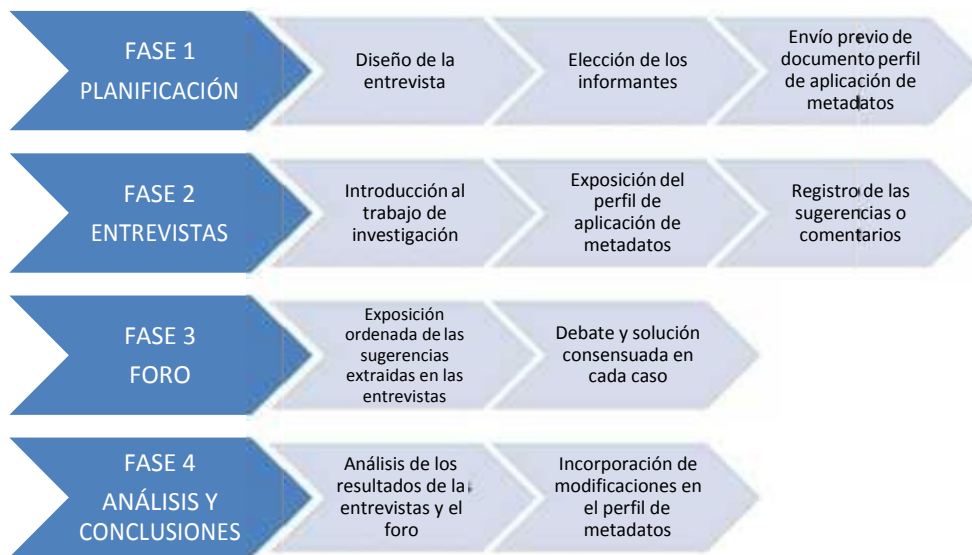 FASE 1
PLANIFICACIÓN
Diseño de la
entrevista
Elección de los
informantes
Envío previo de
documento perfil
de aplicación de
metadatos
FASE 2
ENTREVISTAS
Introducción al
trabajo de
investigación
Exposición del
perfil de
aplicación de
metadatos
Registro de las
sugerencias o
comentarios
FASE 3
FORO
Exposición
ordenada de las
sugerencias
extraidas en las
entrevistas
Debate y solución
consensuada en
cada caso
FASE 4
ANÁLISIS Y
CONCLUSIONES
Análisis de los
resultados de la
entrevistas y el
foro
Incorporación de
modificaciones en
el perfil de
metadatos